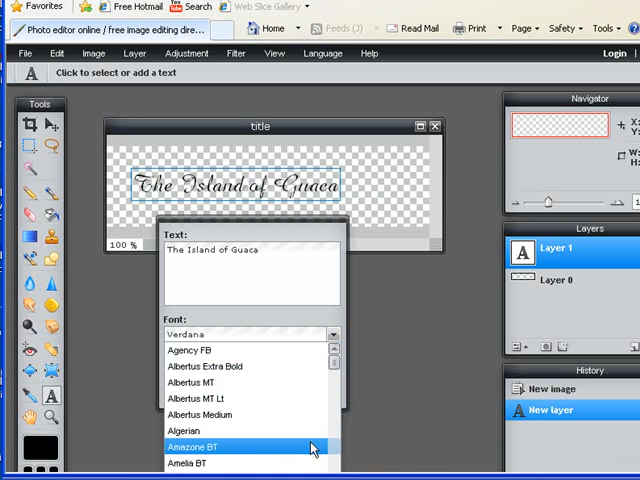 Favorites Free Hotmail Search Web Slice Gallery
Photo editor online / free image editing dire... Home Feeds (J) Read Mail Print Page Safety Tools
File Edit Image Layer Adjustment Filter View Language Help Login
A Click to select or add a text
Tools
title
Navigator
X:
Y:
W:
H:
The Island of Guaca
100 %
Text:
The Island of Guaca
Font:
Verdana
Agency FB
Albertus Extra Bold
Albertus MT
Albertus MT Lt
Albertus Medium
Algerian
Amazone BT
Amelia BT
Layers
A Layer 1
Layer 0
History
New image
A New layer